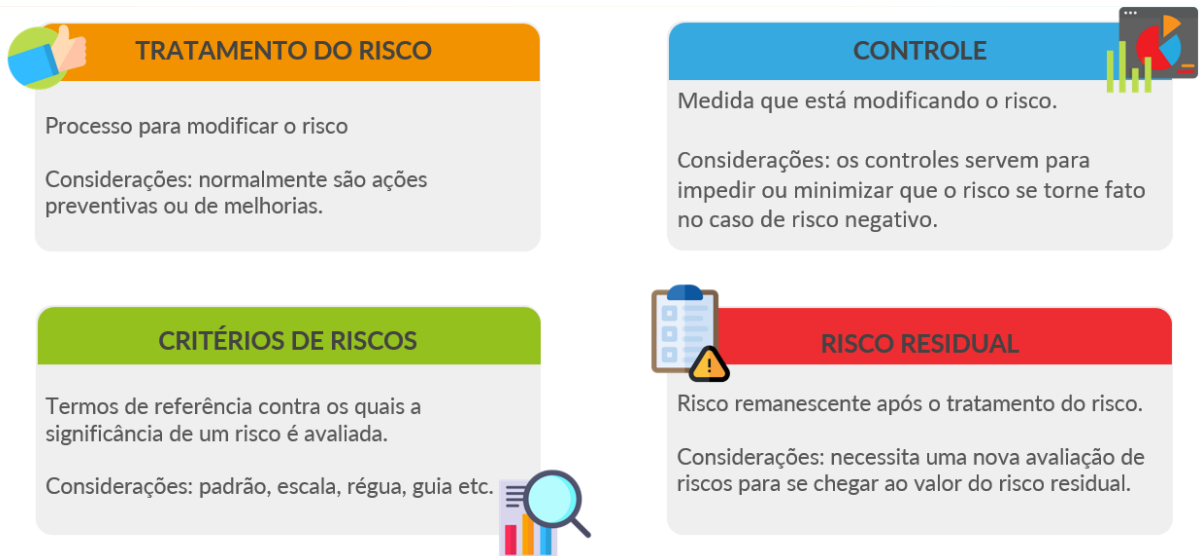 TRATAMENTO DO RISCO
Processo para modificar o risco
Considerações: normalmente são ações
preventivas ou de melhorias.
CONTROLE
Medida que está modificando o risco.
Considerações: os controles servem para
impedir ou minimizar que o risco se torne fato
no caso de risco negativo.
CRITÉRIOS DE RISCOS
Termos de referência contra os quais a
significância de um risco é avaliada.
Considerações: padrão, escala, régua, guia etc.
RISCO RESIDUAL
Risco remanescente após o tratamento do risco.
Considerações: necessita uma nova avaliação de
riscos para se chegar ao valor do risco residual.